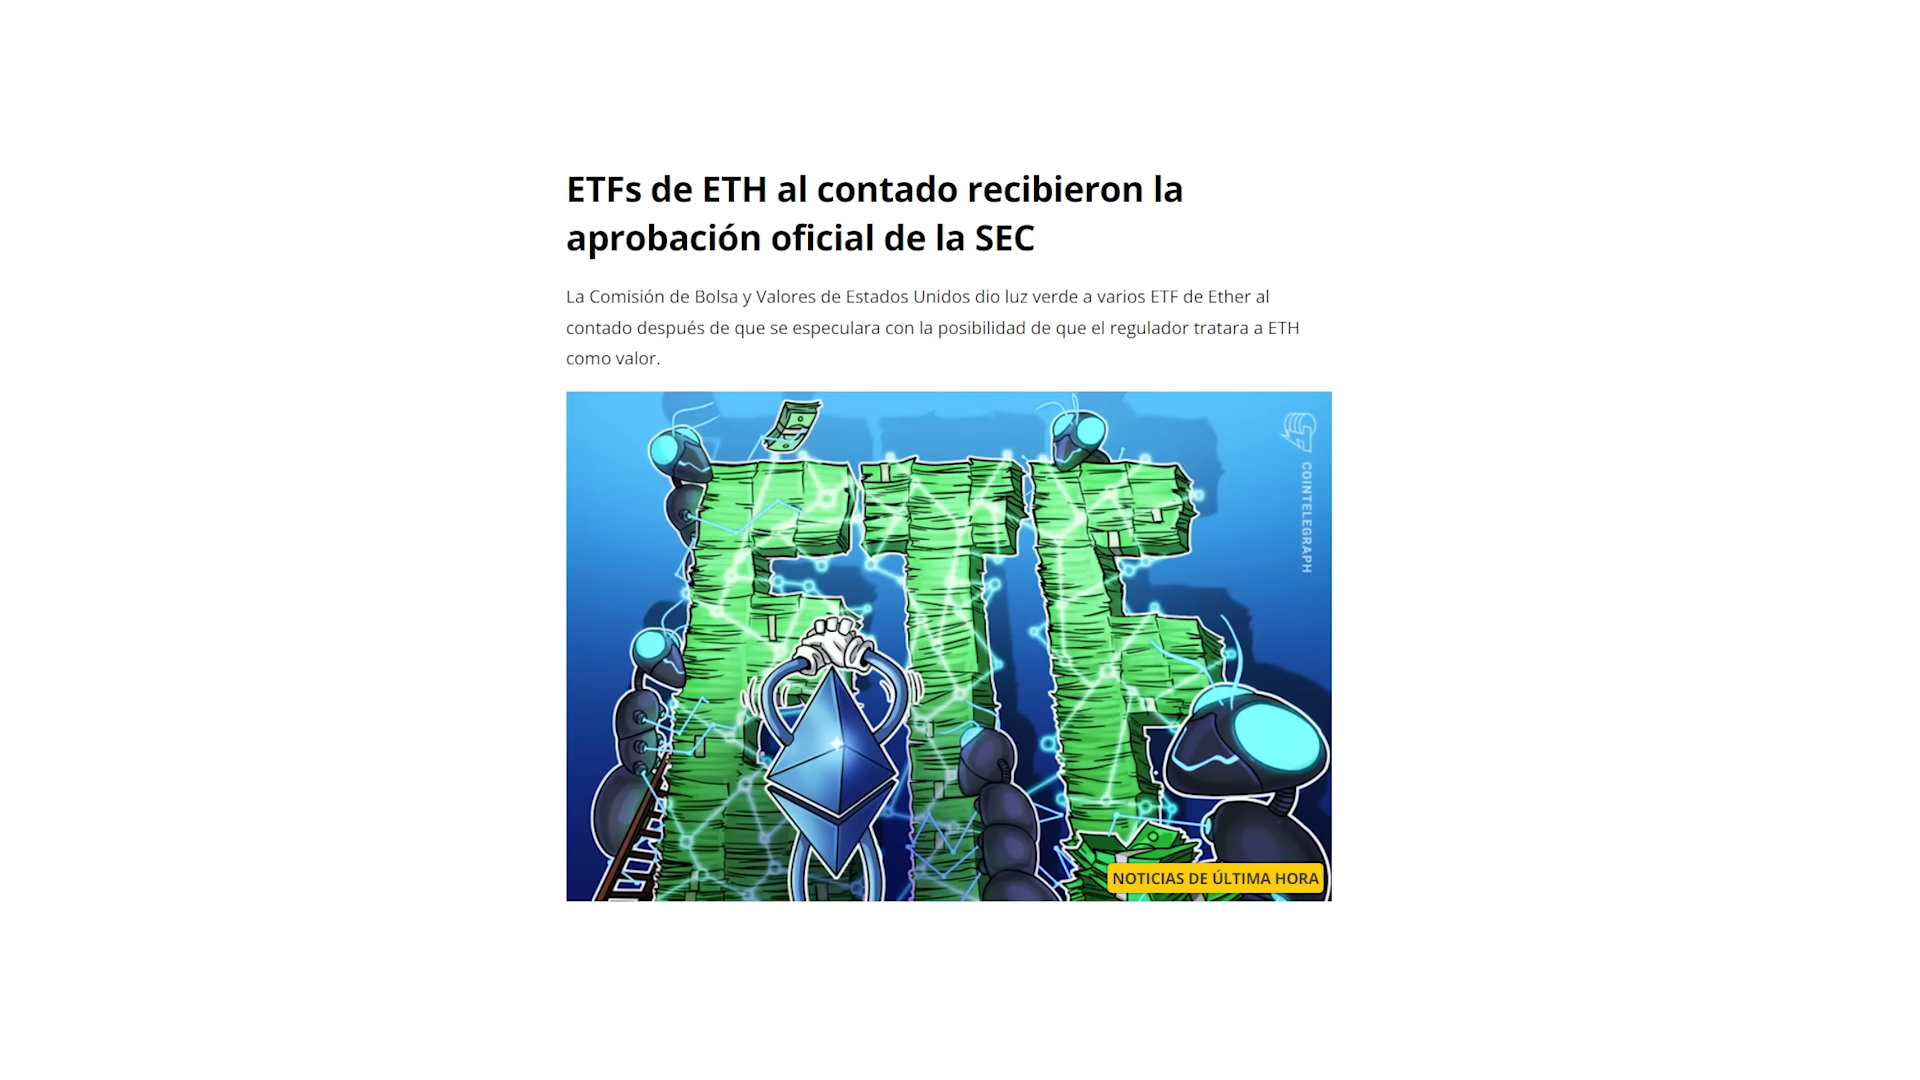 ETFs de ETH al contado recibieron la
aprobación oficial de la SEC
La Comisión de Bolsa y Valores de Estados Unidos dio luz verde a varios ETF de Ether al
contado después de que se especulara con la posibilidad de que el regulador tratara a ETH
como valor.
ETF
COINTELEGRAPH
NOTICIAS DE ÚLTIMA HORA